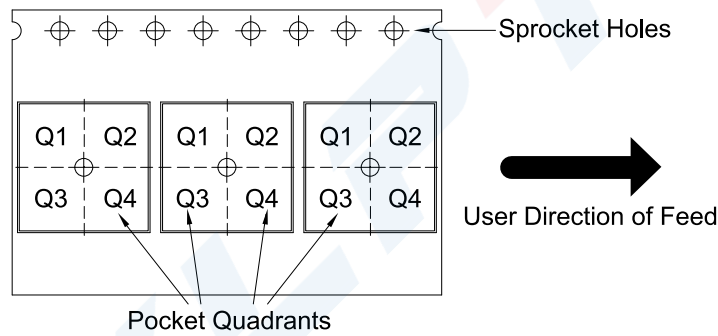 Sprocket Holes
Q1 Q2 Q1 Q2 Q1 Q2
Q3 Q4 Q3 Q4 Q3 Q4
User Direction of Feed
Pocket Quadrants